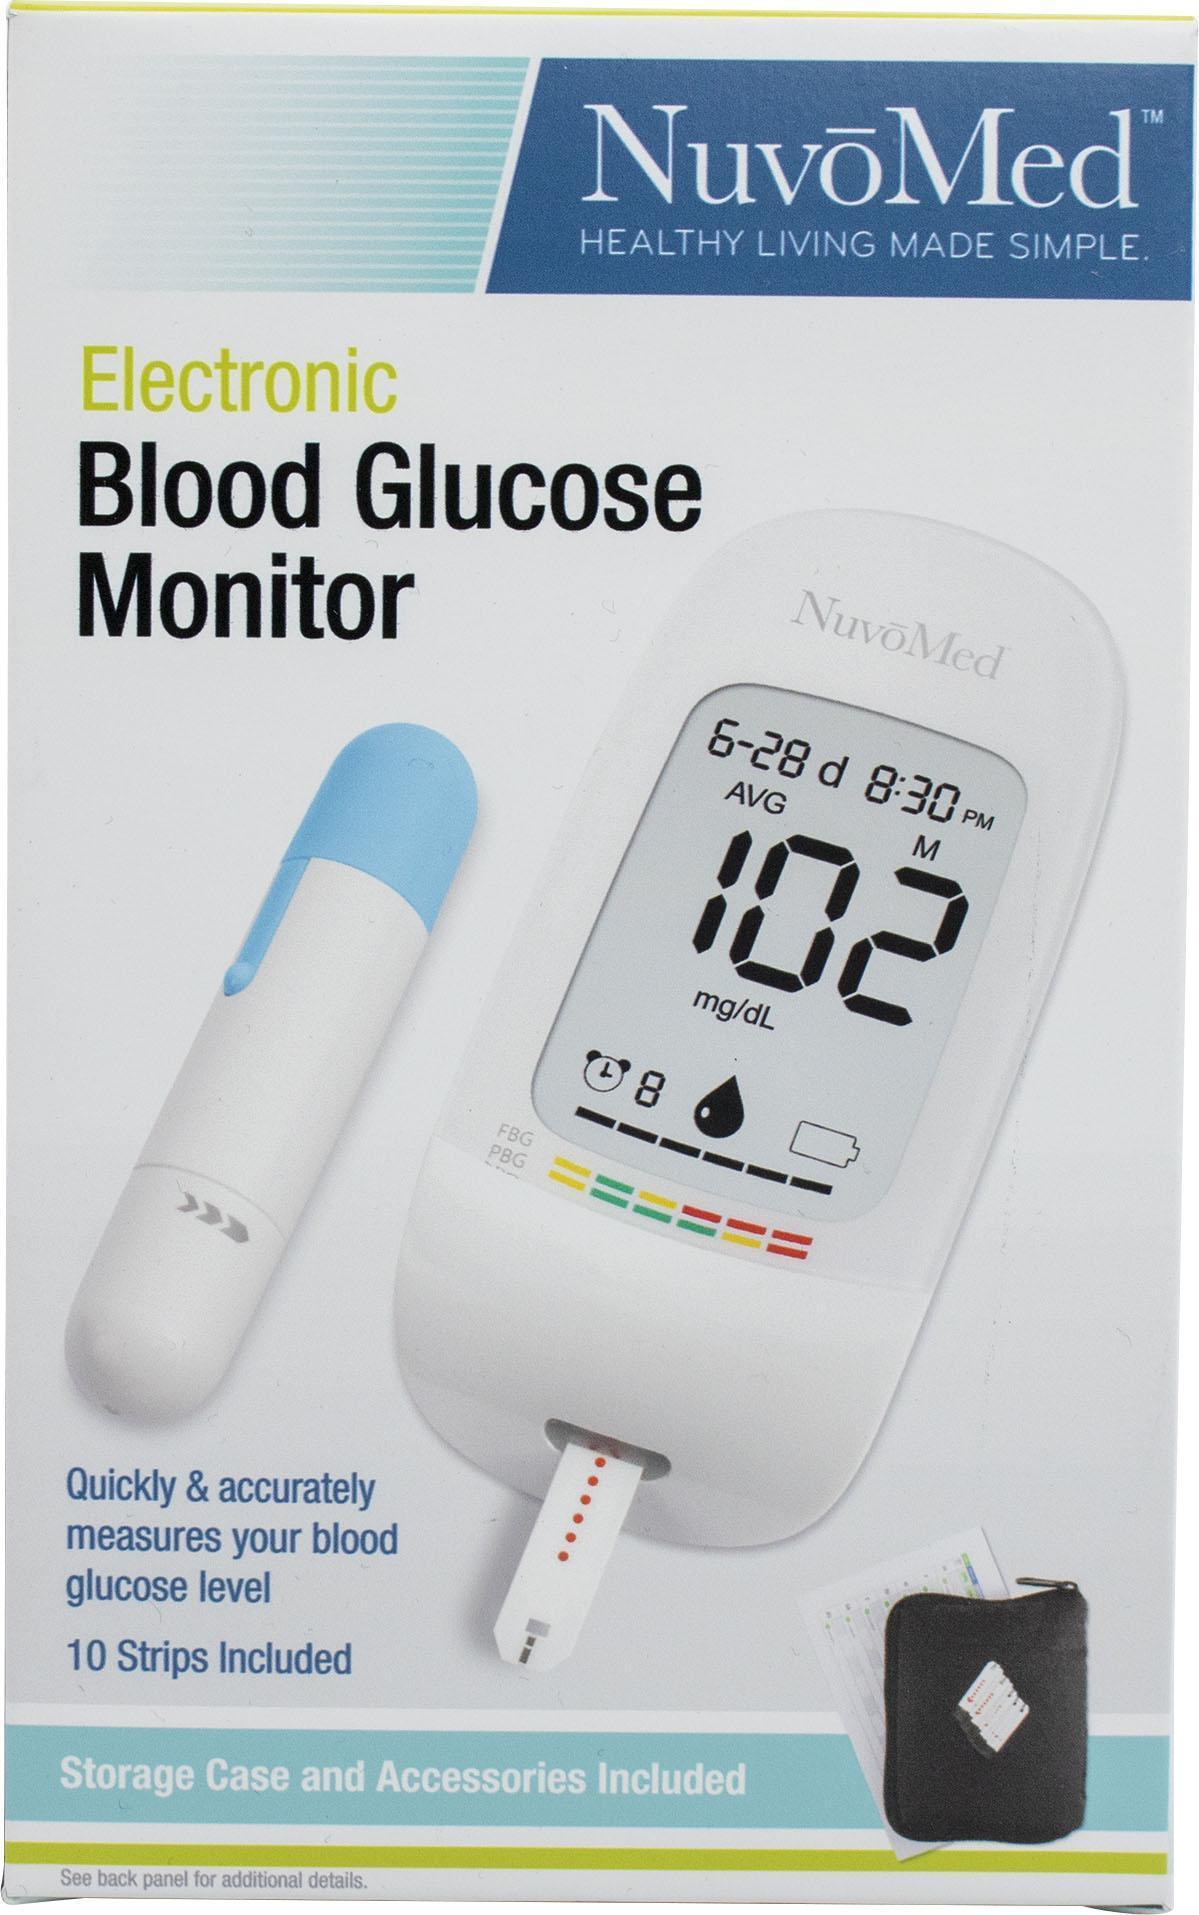 NuvōMed™
HEALTHY LIVING MADE SIMPLE.
Electronic
Blood Glucose
Monitor
NuvōMed
6-28 d 8:30 PM
AVG
M
102
mg/dL
8
FBG
PBG
Quickly & accurately
measures your blood
glucose level
10 Strips Included
Storage Case and Accessories Included
See back panel for additional details.